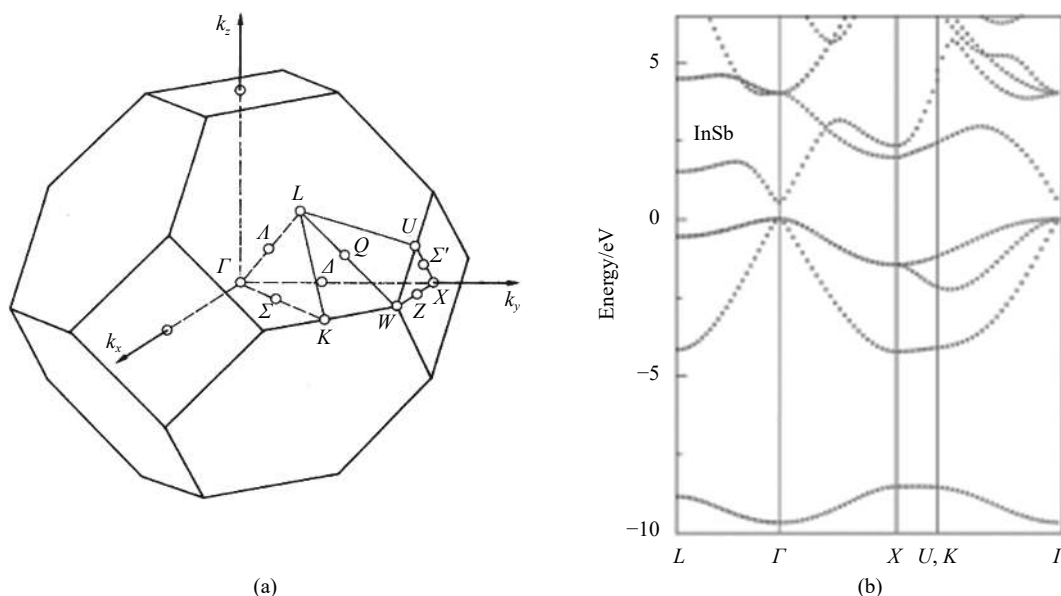 k_z
L
U
Λ
Q
Σ′
Γ
Δ
X
k_y
Σ
Z
W
K
k_x
(a)
5
InSb
0
Energy/eV
−5
−10
L Γ X U, K Γ
(b)